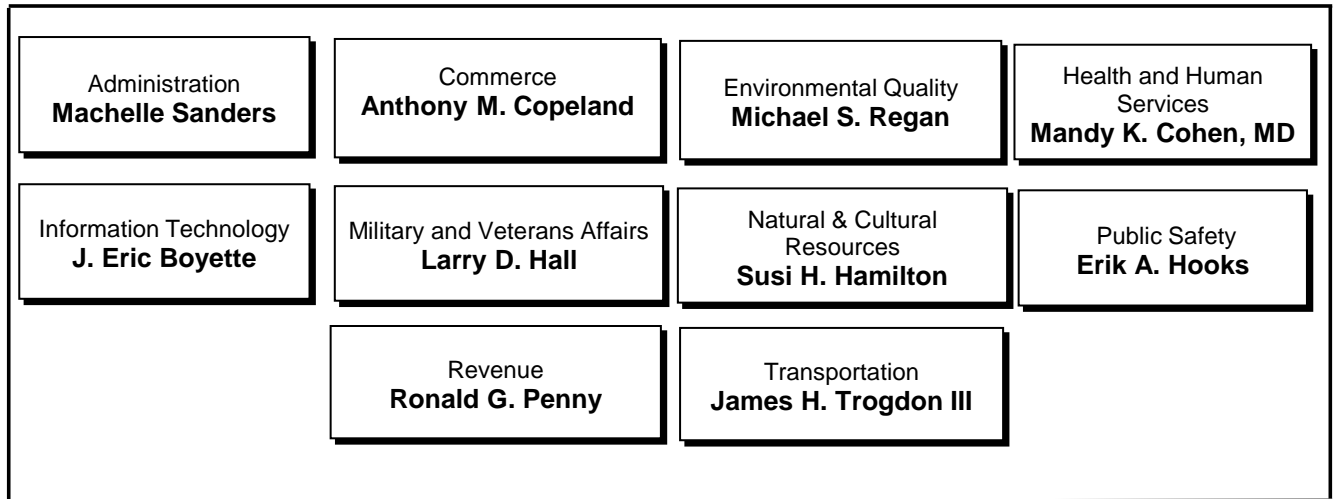 Administration
Machelle Sanders
Commerce
Anthony M. Copeland
Environmental Quality
Michael S. Regan
Health and Human
Services
Mandy K. Cohen, MD
Information Technology
J. Eric Boyette
Military and Veterans Affairs
Larry D. Hall
Natural & Cultural
Resources
Susi H. Hamilton
Public Safety
Erik A. Hooks
Revenue
Ronald G. Penny
Transportation
James H. Trogdon III